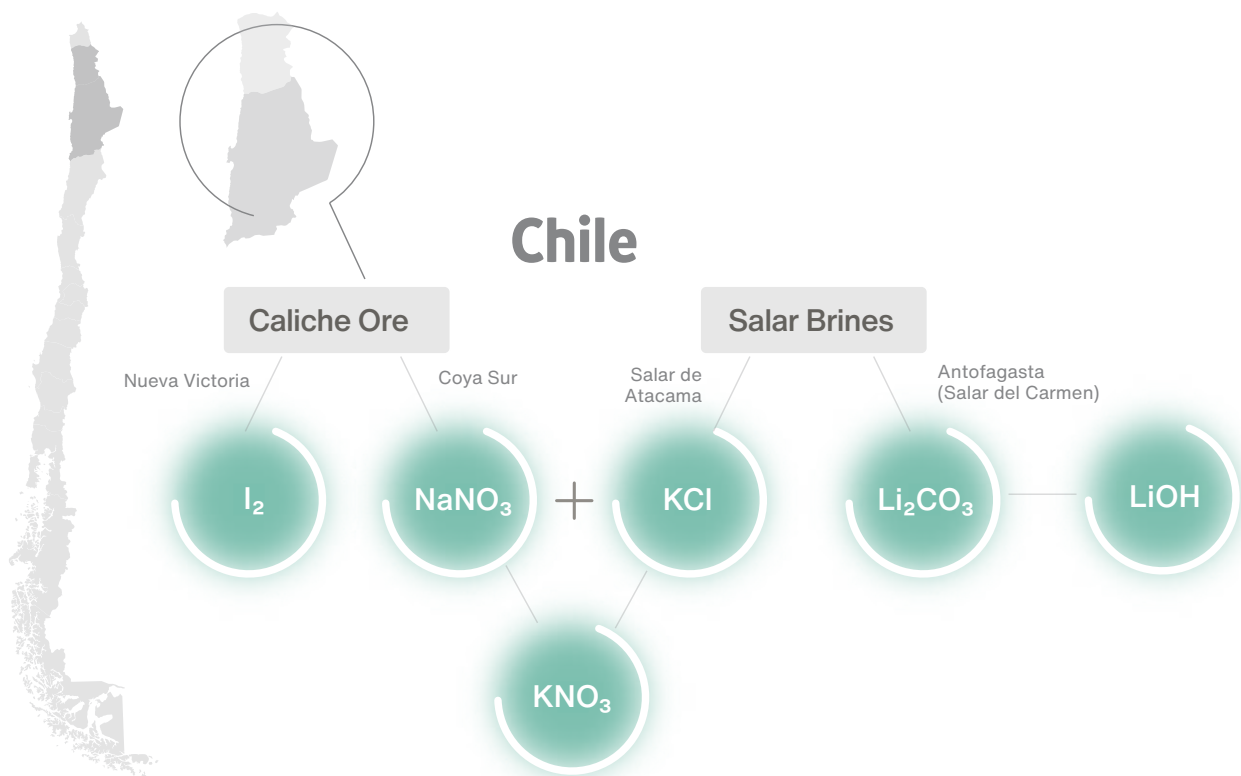 Chile
Caliche Ore
Salar Brines
Nueva Victoria
Coya Sur
Salar de
Atacama
Antofagasta
(Salar del Carmen)
I₂
NaNO₃
+
KCl
Li₂CO₃
LiOH
KNO₃